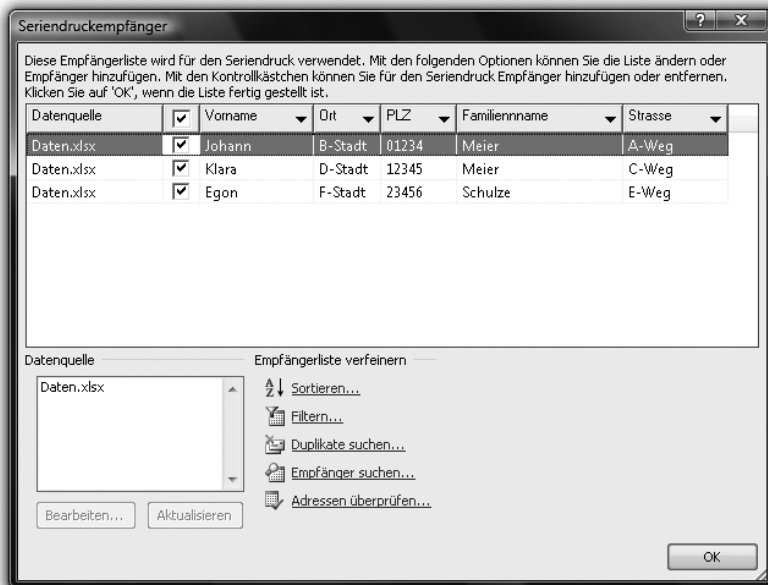 Seriendruckempfänger
Diese Empfängerliste wird für den Seriendruck verwendet. Mit den folgenden Optionen können Sie die Liste ändern oder
Empfänger hinzufügen. Mit den Kontrollkästchen können Sie für den Seriendruck Empfänger hinzufügen oder entfernen.
Klicken Sie auf 'OK', wenn die Liste fertig gestellt ist.
Datenquelle Vorname Ort PLZ Familiennname Strasse
Daten.xlsx Johann B-Stadt 01234 Meier A-Weg
Daten.xlsx Klara D-Stadt 12345 Meier C-Weg
Daten.xlsx Egon F-Stadt 23456 Schulze E-Weg
Datenquelle
Daten.xlsx
Bearbeiten... Aktualisieren
Empfängerliste verfeinern
Sortieren...
Filtern...
Duplikate suchen...
Empfänger suchen...
Adressen überprüfen...
OK